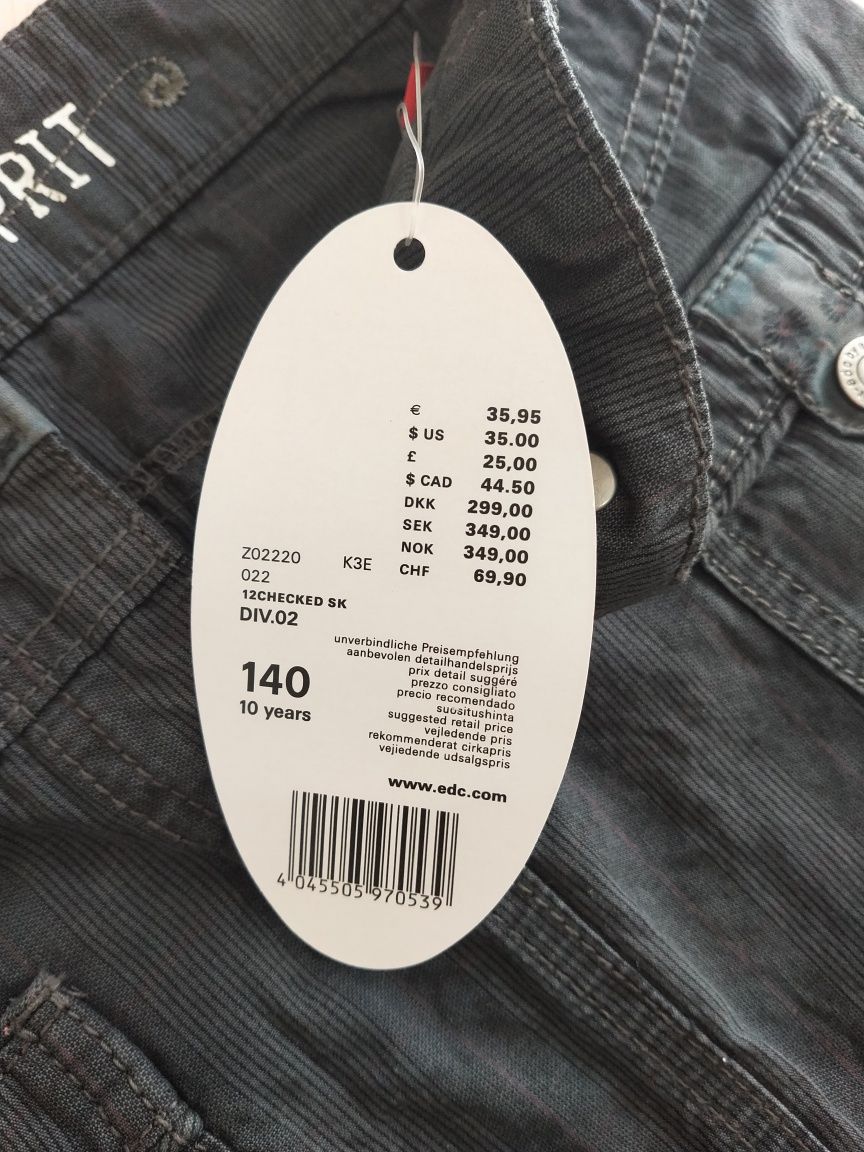 PRIT
€ 35,95
$ US 35.00
£ 25,00
$ CAD 44.50
DKK 299,00
SEK 349,00
NOK 349,00
CHF 69,90
Z02220 K3E
022
12CHECKED SK
DIV.02
140
10 years
unverbindliche Preisempfehlung
aanbevolen detailhandelsprijs
prix detail suggéré
prezzo consigliato
precio recomendado
suositushinta
suggested retail price
vejledende pris
rekommenderat cirkapris
vejiedende udsalgspris
www.edc.com
4 045505 970539